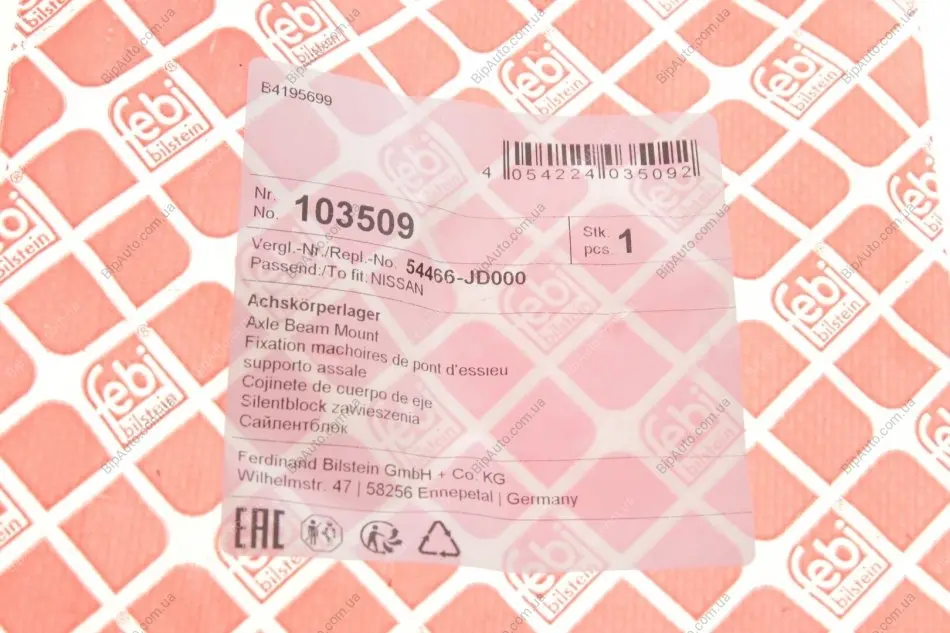 B4195699
4 054224 035092
Nr.
No. 103509
Stk.
pcs. 1
Vergl.-Nr./Repl.-No. 54466-JD000
Passend:/To fit: NISSAN
Achskörperlager
Axle Beam Mount
Fixation machoires de pont d'essieu
supporto assale
Cojinete de cuerpo de eje
Silentblock zawieszenia
Сайлентблок
Ferdinand Bilstein GmbH + Co. KG
Wilhelmstr. 47 | 58256 Ennepetal | Germany
EAC
febi
bilstein
BipAuto.com.ua